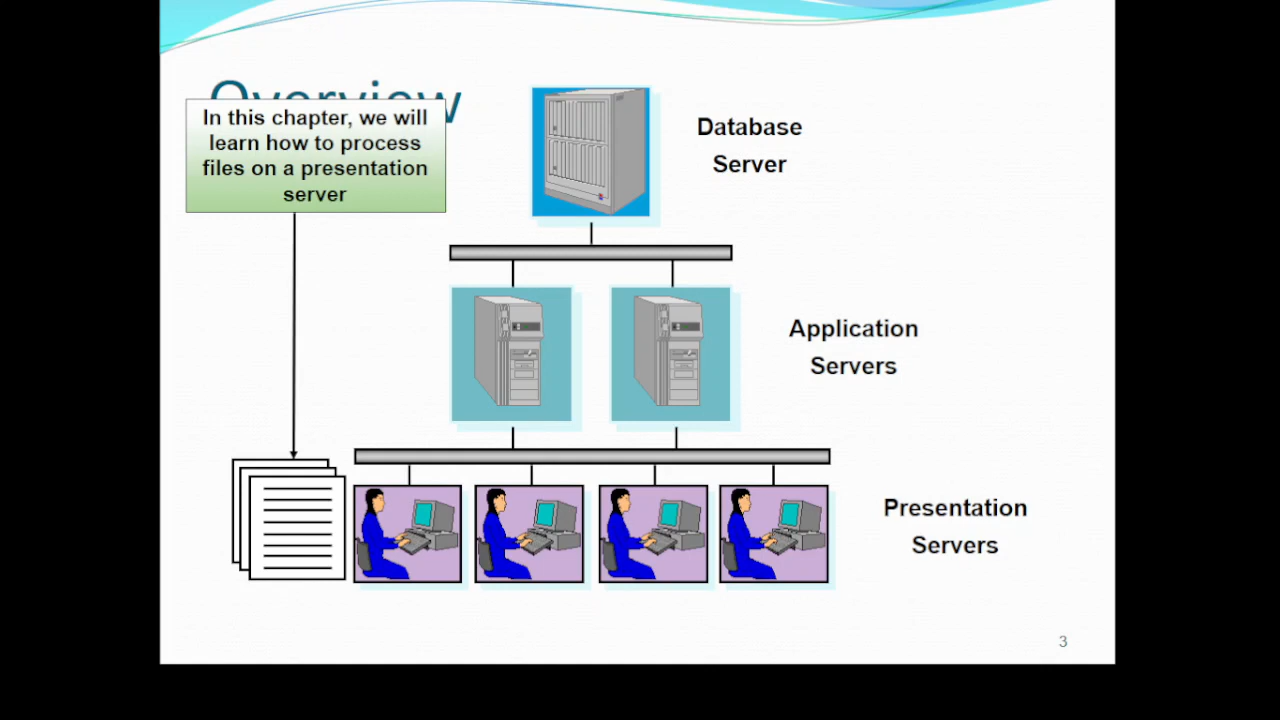 Overview
In this chapter, we will
learn how to process
files on a presentation
server
Database
Server
Application
Servers
Presentation
Servers
3